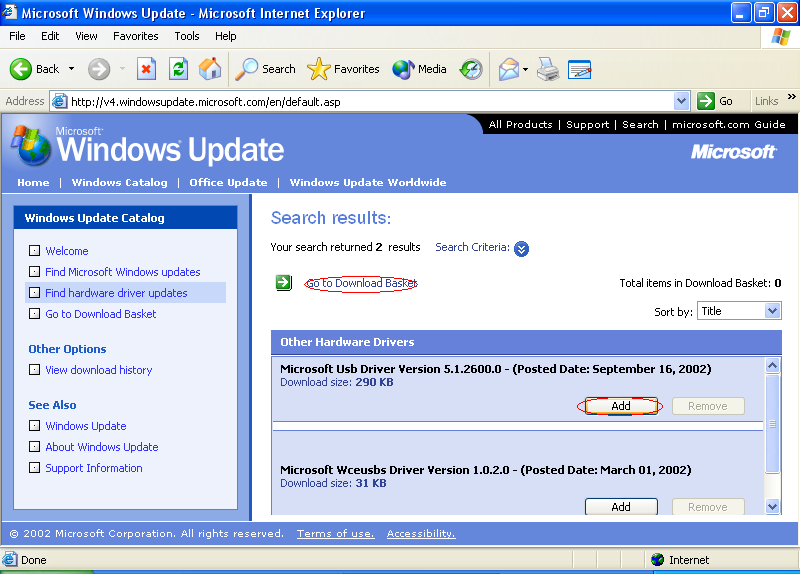 Microsoft Windows Update - Microsoft Internet Explorer
File Edit View Favorites Tools Help
Back Search Favorites Media
Address http://v4.windowsupdate.microsoft.com/en/default.asp Go Links »
All Products | Support | Search | microsoft.com Guide
Microsoft
Windows Update
Microsoft
Home | Windows Catalog | Office Update | Windows Update Worldwide
Windows Update Catalog
Welcome
Find Microsoft Windows updates
Find hardware driver updates
Go to Download Basket
Other Options
View download history
See Also
Windows Update
About Windows Update
Support Information
Search results:
Your search returned 2 results Search Criteria:
Go to Download Basket
Total items in Download Basket: 0
Sort by: Title
Other Hardware Drivers
Microsoft Usb Driver Version 5.1.2600.0 - (Posted Date: September 16, 2002)
Download size: 290 KB
Add Remove
Microsoft Wceusbs Driver Version 1.0.2.0 - (Posted Date: March 01, 2002)
Download size: 31 KB
Add Remove
© 2002 Microsoft Corporation. All rights reserved. Terms of use. Accessibility.
Done Internet